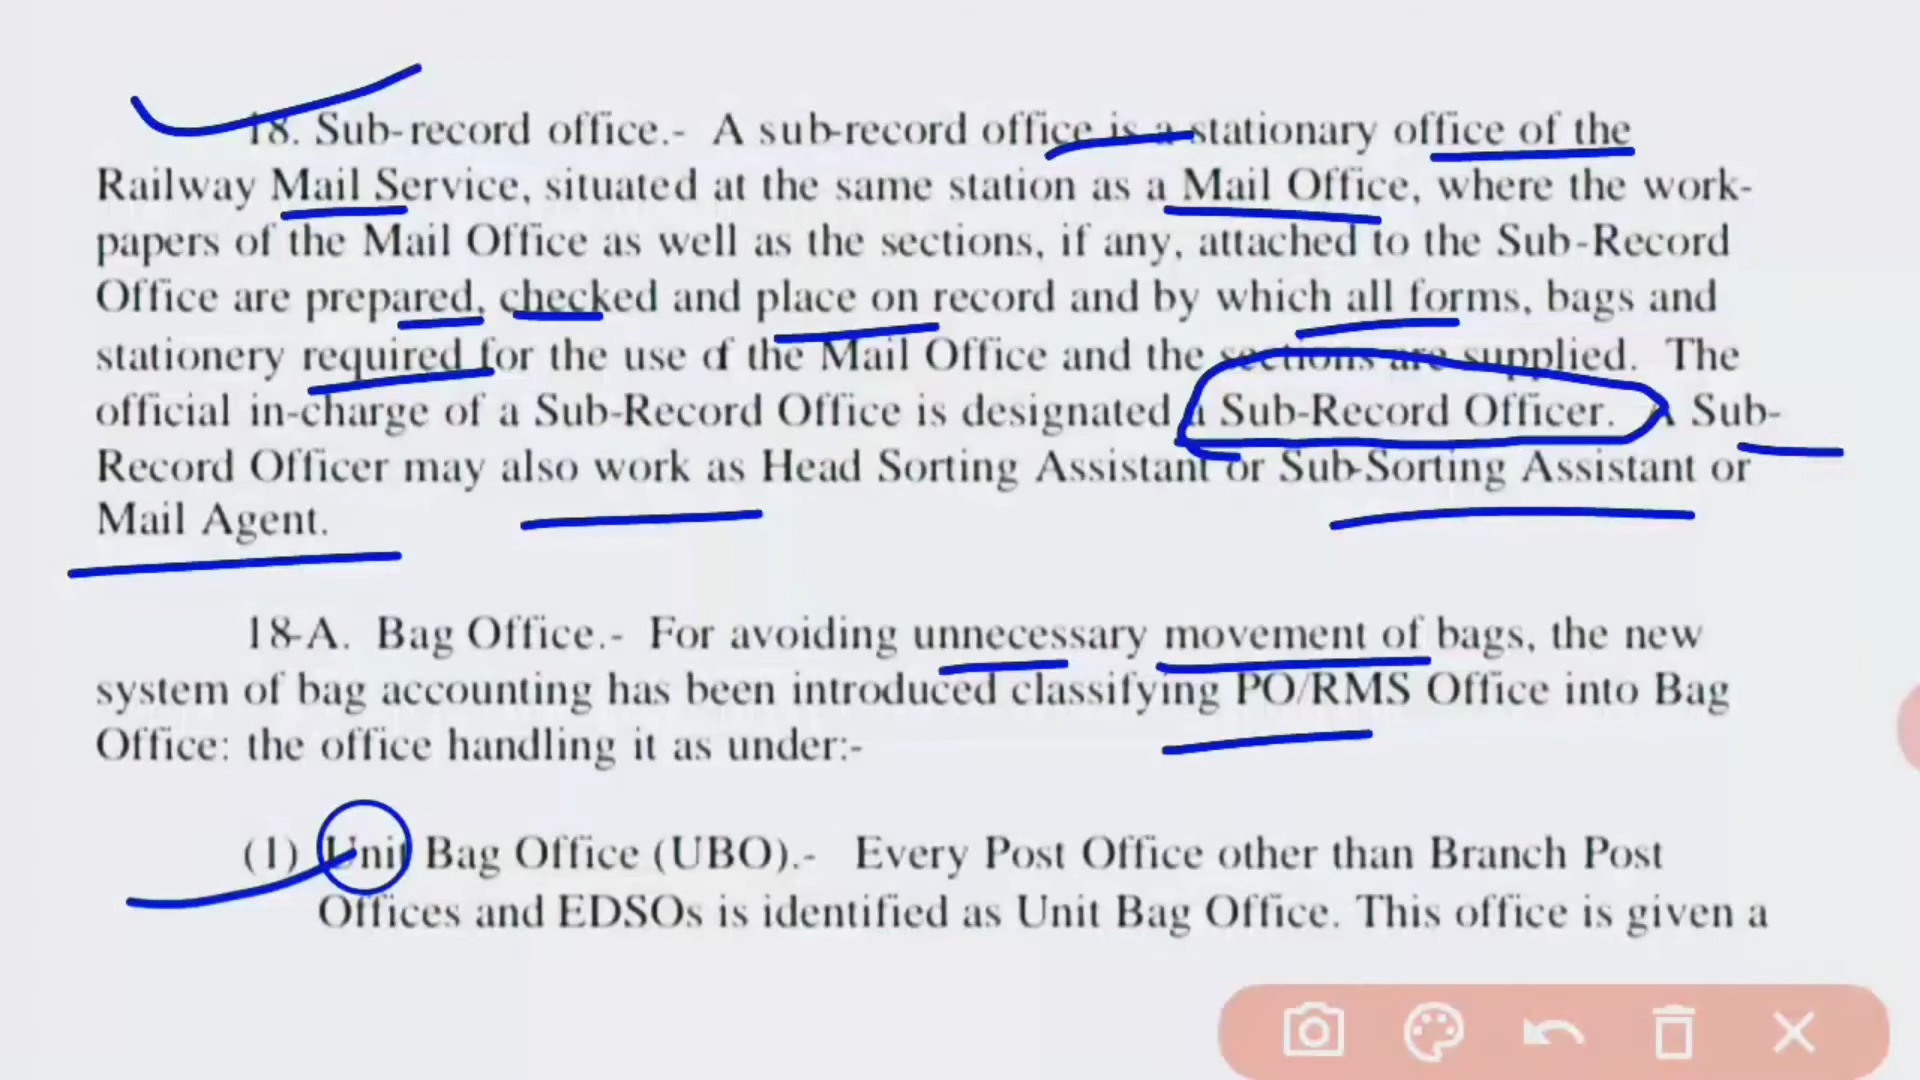 18. Sub-record office.- A sub-record office is a stationary office of the
Railway Mail Service, situated at the same station as a Mail Office, where the work-
papers of the Mail Office as well as the sections, if any, attached to the Sub-Record
Office are prepared, checked and place on record and by which all forms, bags and
stationery required for the use of the Mail Office and the sections are supplied. The
official in-charge of a Sub-Record Office is designated a Sub-Record Officer. A Sub-
Record Officer may also work as Head Sorting Assistant or Sub-Sorting Assistant or
Mail Agent.
18-A. Bag Office.- For avoiding unnecessary movement of bags, the new
system of bag accounting has been introduced classifying PO/RMS Office into Bag
Office: the office handling it as under:-
(1) Unit Bag Office (UBO).- Every Post Office other than Branch Post
Offices and EDSOs is identified as Unit Bag Office. This office is given a